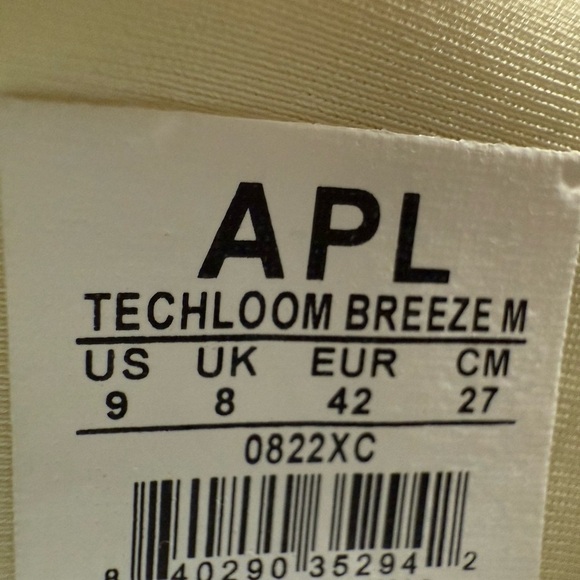 APL
TECHLOOM BREEZE M
US UK EUR CM
9 8 42 27
0822XC
8 40290 35294 2